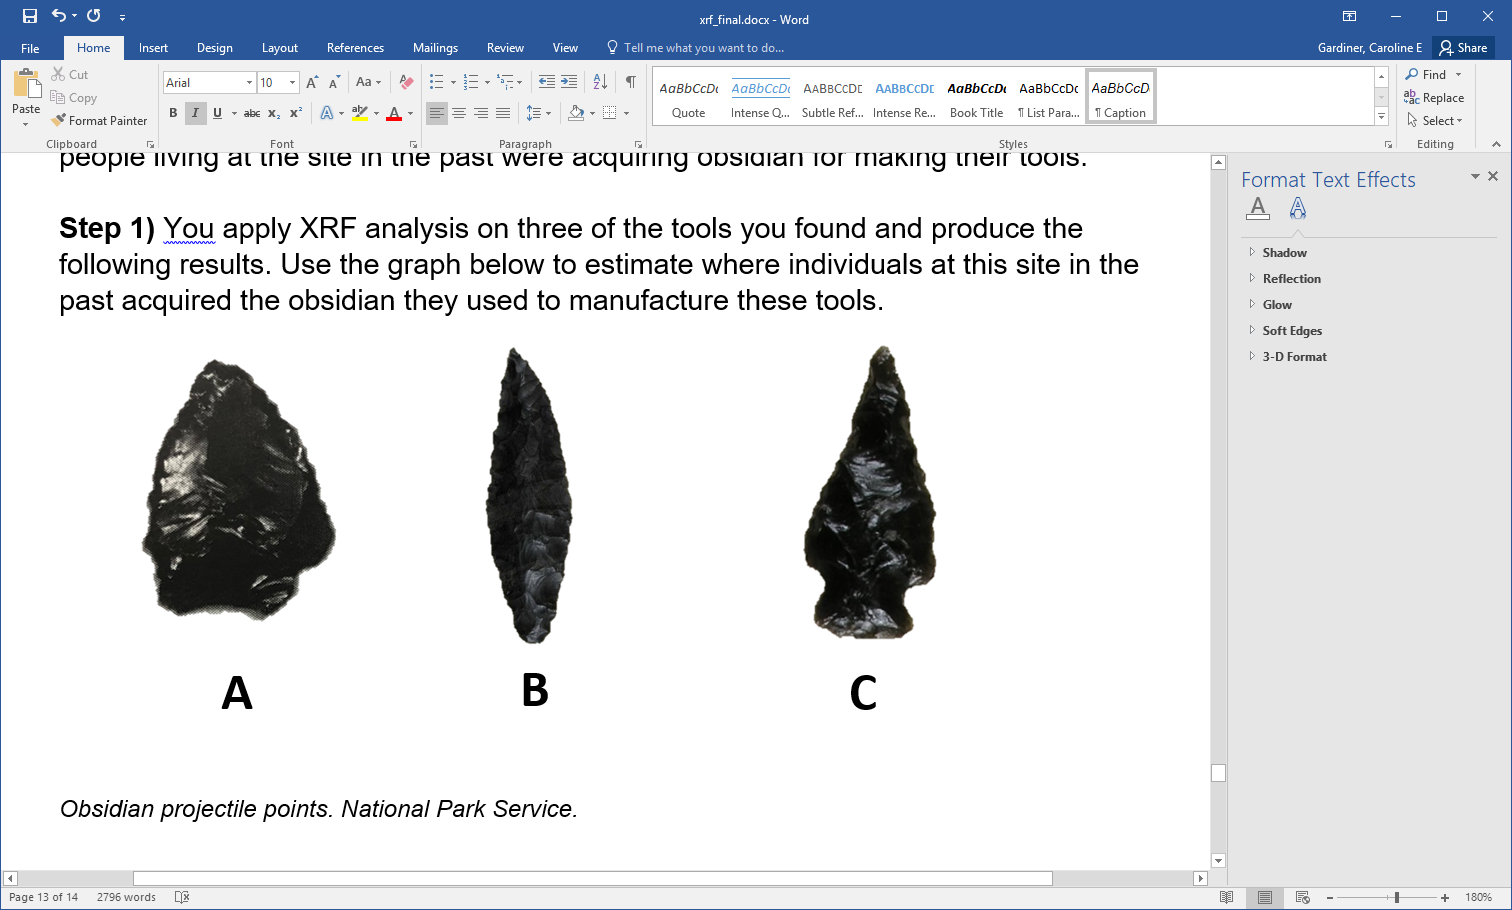 xrf_final.docx - Word
File Home Insert Design Layout References Mailings Review View Tell me what you want to do... Gardiner, Caroline E Share
Paste
Cut
Copy
Format Painter
Clipboard
Arial 10
Font
Paragraph
AaBbCcDc AaBbCcDc AABBCCDE AABBCCDE AaBbCcDc AaBbCcDc AaBbCcD
Quote Intense Q... Subtle Ref... Intense Re... Book Title ¶ List Para... ¶ Caption
Styles
Find
Replace
Select
Editing
people living at the site in the past were acquiring obsidian for making their tools.
Step 1) You apply XRF analysis on three of the tools you found and produce the
following results. Use the graph below to estimate where individuals at this site in the
past acquired the obsidian they used to manufacture these tools.
A B C
Obsidian projectile points. National Park Service.
Format Text Effects
Shadow
Reflection
Glow
Soft Edges
3-D Format
Page 13 of 14 2796 words 180%